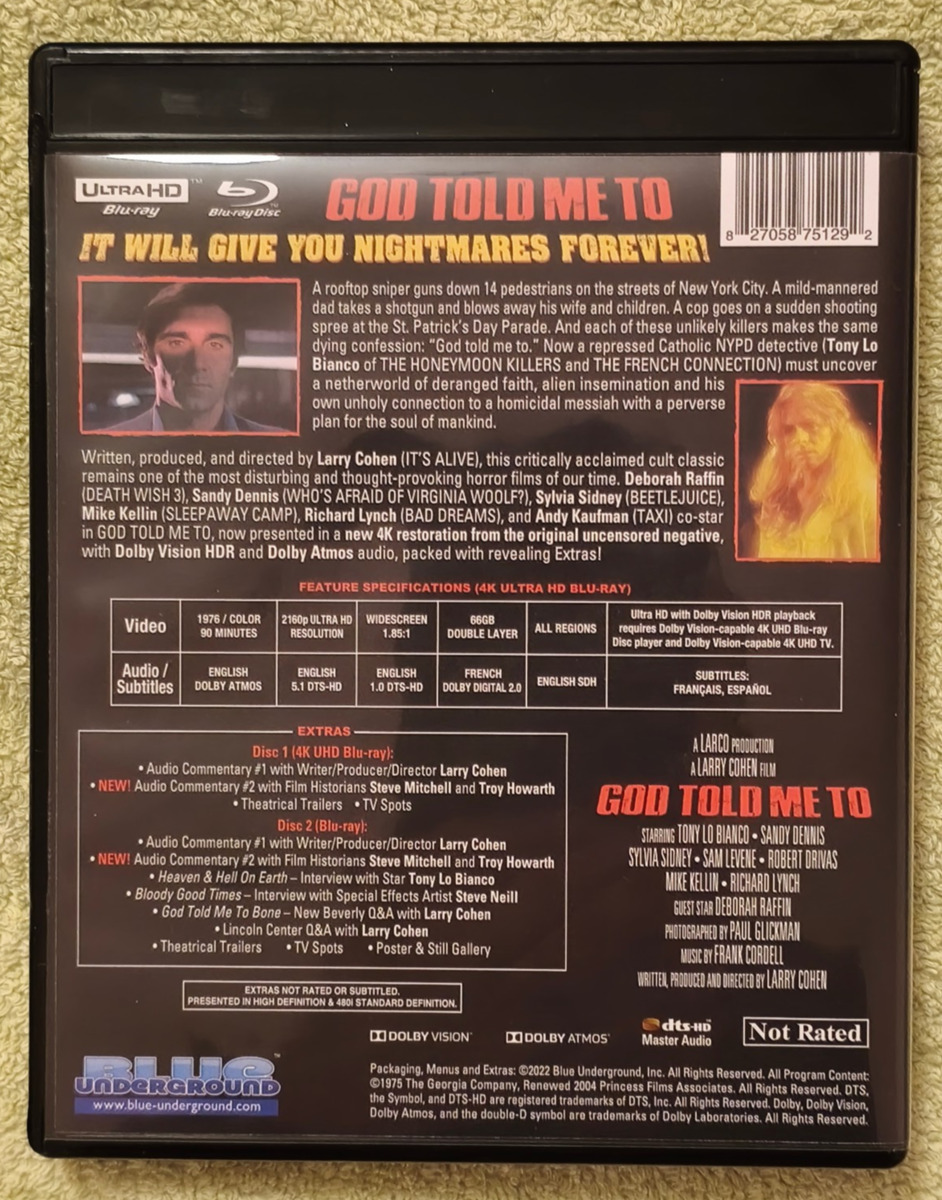 ULTRA HD™ Blu-ray Disc GOD TOLD ME TO
Blu-ray
8 27058 75129 2
IT WILL GIVE YOU NIGHTMARES FOREVER!
A rooftop sniper guns down 14 pedestrians on the streets of New York City. A mild-mannered
dad takes a shotgun and blows away his wife and children. A cop goes on a sudden shooting
spree at the St. Patrick's Day Parade. And each of these unlikely killers makes the same
dying confession: "God told me to." Now a repressed Catholic NYPD detective (Tony Lo
Bianco of THE HONEYMOON KILLERS and THE FRENCH CONNECTION) must uncover
a netherworld of deranged faith, alien insemination and his
own unholy connection to a homicidal messiah with a perverse
plan for the soul of mankind.
Written, produced, and directed by Larry Cohen (IT'S ALIVE), this critically acclaimed cult classic
remains one of the most disturbing and thought-provoking horror films of our time. Deborah Raffin
(DEATH WISH 3), Sandy Dennis (WHO'S AFRAID OF VIRGINIA WOOLF?), Sylvia Sidney (BEETLEJUICE),
Mike Kellin (SLEEPAWAY CAMP), Richard Lynch (BAD DREAMS), and Andy Kaufman (TAXI) co-star
in GOD TOLD ME TO, now presented in a new 4K restoration from the original uncensored negative,
with Dolby Vision HDR and Dolby Atmos audio, packed with revealing Extras!
FEATURE SPECIFICATIONS (4K ULTRA HD BLU-RAY)
Video
1976 / COLOR
90 MINUTES
2160p ULTRA HD
RESOLUTION
WIDESCREEN
1.85:1
66GB
DOUBLE LAYER
ALL REGIONS
Ultra HD with Dolby Vision HDR playback
requires Dolby Vision-capable 4K UHD Blu-ray
Disc player and Dolby Vision-capable 4K UHD TV.
Audio /
Subtitles
ENGLISH
DOLBY ATMOS
ENGLISH
5.1 DTS-HD
ENGLISH
1.0 DTS-HD
FRENCH
DOLBY DIGITAL 2.0
ENGLISH SDH
SUBTITLES:
FRANÇAIS, ESPAÑOL
EXTRAS
Disc 1 (4K UHD Blu-ray):
• Audio Commentary #1 with Writer/Producer/Director Larry Cohen
• NEW! Audio Commentary #2 with Film Historians Steve Mitchell and Troy Howarth
• Theatrical Trailers • TV Spots
Disc 2 (Blu-ray):
• Audio Commentary #1 with Writer/Producer/Director Larry Cohen
• NEW! Audio Commentary #2 with Film Historians Steve Mitchell and Troy Howarth
• Heaven & Hell On Earth – Interview with Star Tony Lo Bianco
• Bloody Good Times – Interview with Special Effects Artist Steve Neill
• God Told Me To Bone – New Beverly Q&A with Larry Cohen
• Lincoln Center Q&A with Larry Cohen
• Theatrical Trailers • TV Spots • Poster & Still Gallery
EXTRAS NOT RATED OR SUBTITLED.
PRESENTED IN HIGH DEFINITION & 480i STANDARD DEFINITION.
A LARCO PRODUCTION
A LARRY COHEN FILM
GOD TOLD ME TO
STARRING TONY LO BIANCO • SANDY DENNIS
SYLVIA SIDNEY • SAM LEVENE • ROBERT DRIVAS
MIKE KELLIN • RICHARD LYNCH
GUEST STAR DEBORAH RAFFIN
PHOTOGRAPHED BY PAUL GLICKMAN
MUSIC BY FRANK CORDELL
WRITTEN, PRODUCED AND DIRECTED BY LARRY COHEN
DOLBY VISION™
DOLBY ATMOS®
dts-HD
Master Audio
Not Rated
BLUE™
UNDERGROUND
www.blue-underground.com
Packaging, Menus and Extras: ©2022 Blue Underground, Inc. All Rights Reserved. All Program Content:
©1975 The Georgia Company, Renewed 2004 Princess Films Associates. All Rights Reserved. DTS,
the Symbol, and DTS-HD are registered trademarks of DTS, Inc. All Rights Reserved. Dolby, Dolby Vision,
Dolby Atmos, and the double-D symbol are trademarks of Dolby Laboratories. All Rights Reserved.